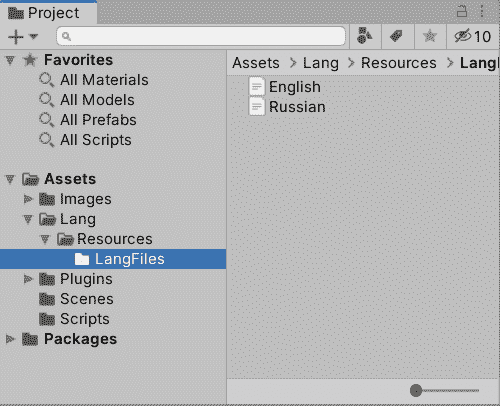 Project
10
Favorites
All Materials
All Models
All Prefabs
All Scripts
Assets
Images
Lang
Resources
LangFiles
Plugins
Scenes
Scripts
Packages
Assets > Lang > Resources > Langl
English
Russian